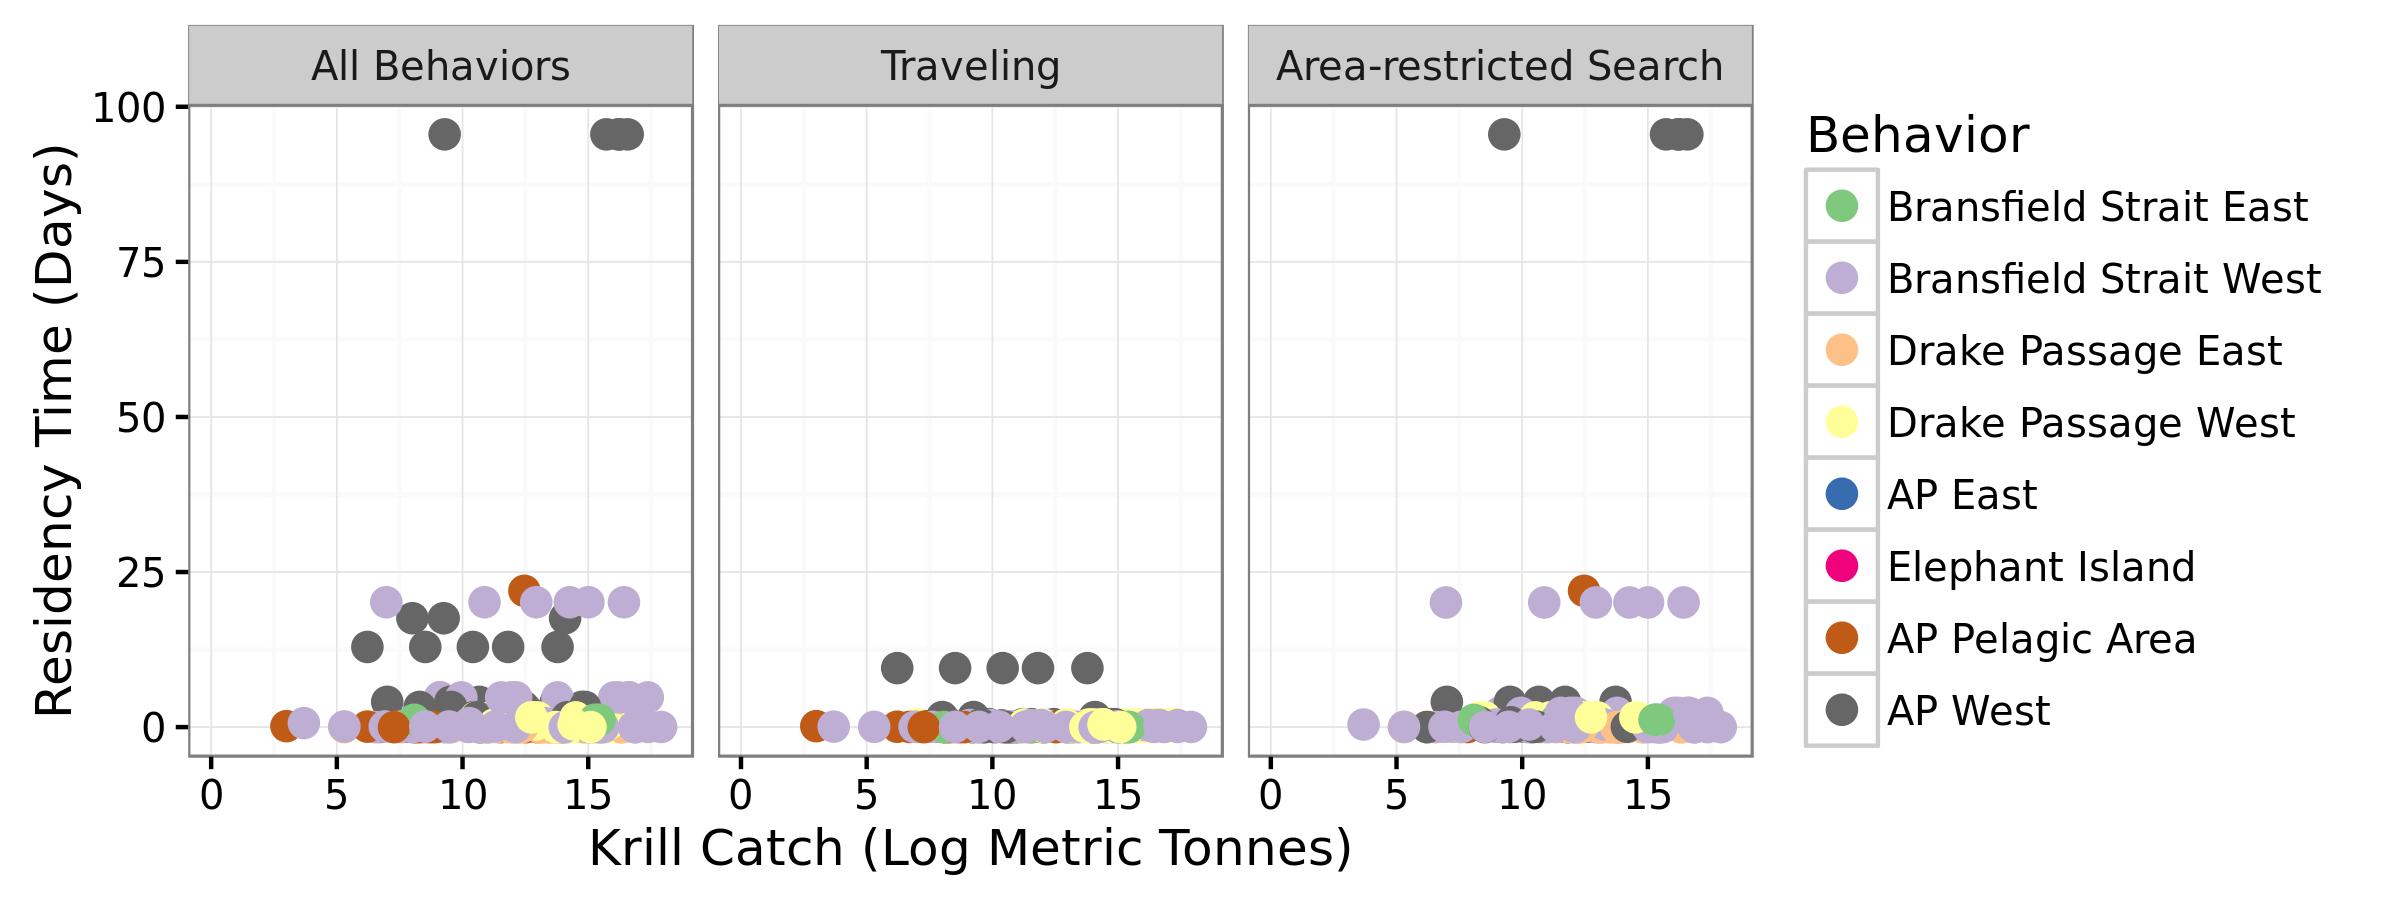 All Behaviors
Traveling
Area-restricted Search
Residency Time (Days)
100
75
50
25
0
0 5 10 15
0 5 10 15
0 5 10 15
Krill Catch (Log Metric Tonnes)
Behavior
Bransfield Strait East
Bransfield Strait West
Drake Passage East
Drake Passage West
AP East
Elephant Island
AP Pelagic Area
AP West